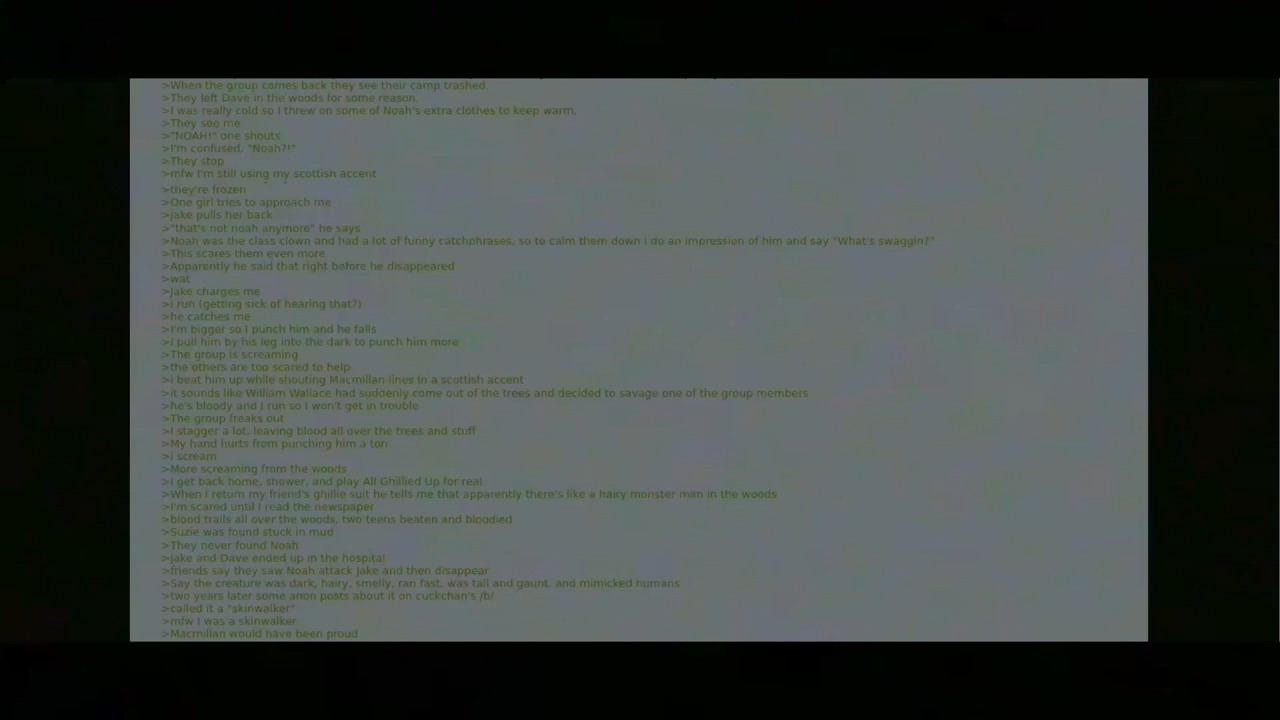 >When the group comes back they see their camp trashed.
>They left Dave in the woods for some reason.
>I was really cold so I threw on some of Noah's extra clothes to keep warm.
>They see me
>"NOAH!" one shouts
>I'm confused. "Noah?!"
>They stop
>mfw I'm still using my scottish accent
>they're frozen
>One girl tries to approach me
>jake pulls her back
>"that's not noah anymore" he says
>Noah was the class clown and had a lot of funny catchphrases, so to calm them down i do an impression of him and say "What's swaggin?"
>This scares them even more
>Apparently he said that right before he disappeared
>wat
>Jake charges me
>i run (getting sick of hearing that?)
>he catches me
>I'm bigger so I punch him and he falls
>i pull him by his leg into the dark to punch him more
>The group is screaming
>the others are too scared to help
>i beat him up while shouting Macmillan lines in a scottish accent
>it sounds like William Wallace had suddenly come out of the trees and decided to savage one of the group members
>he's bloody and I run so I won't get in trouble
>The group freaks out
>I stagger a lot, leaving blood all over the trees and stuff
>My hand hurts from punching him a ton
>i scream
>More screaming from the woods
>I get back home, shower, and play All Ghillied Up for real
>When i return my friend's ghillie suit he tells me that apparently there's like a hairy monster man in the woods
>I'm scared until I read the newspaper
>blood trails all over the woods, two teens beaten and bloodied
>Suzie was found stuck in mud
>They never found Noah
>jake and Dave ended up in the hospital
>friends say they saw Noah attack Jake and then disappear
>Say the creature was dark, hairy, smelly, ran fast, was tall and gaunt, and mimicked humans
>two years later some anon posts about it on cuckchan's /b/
>called it a "skinwalker"
>mfw I was a skinwalker
>Macmillan would have been proud